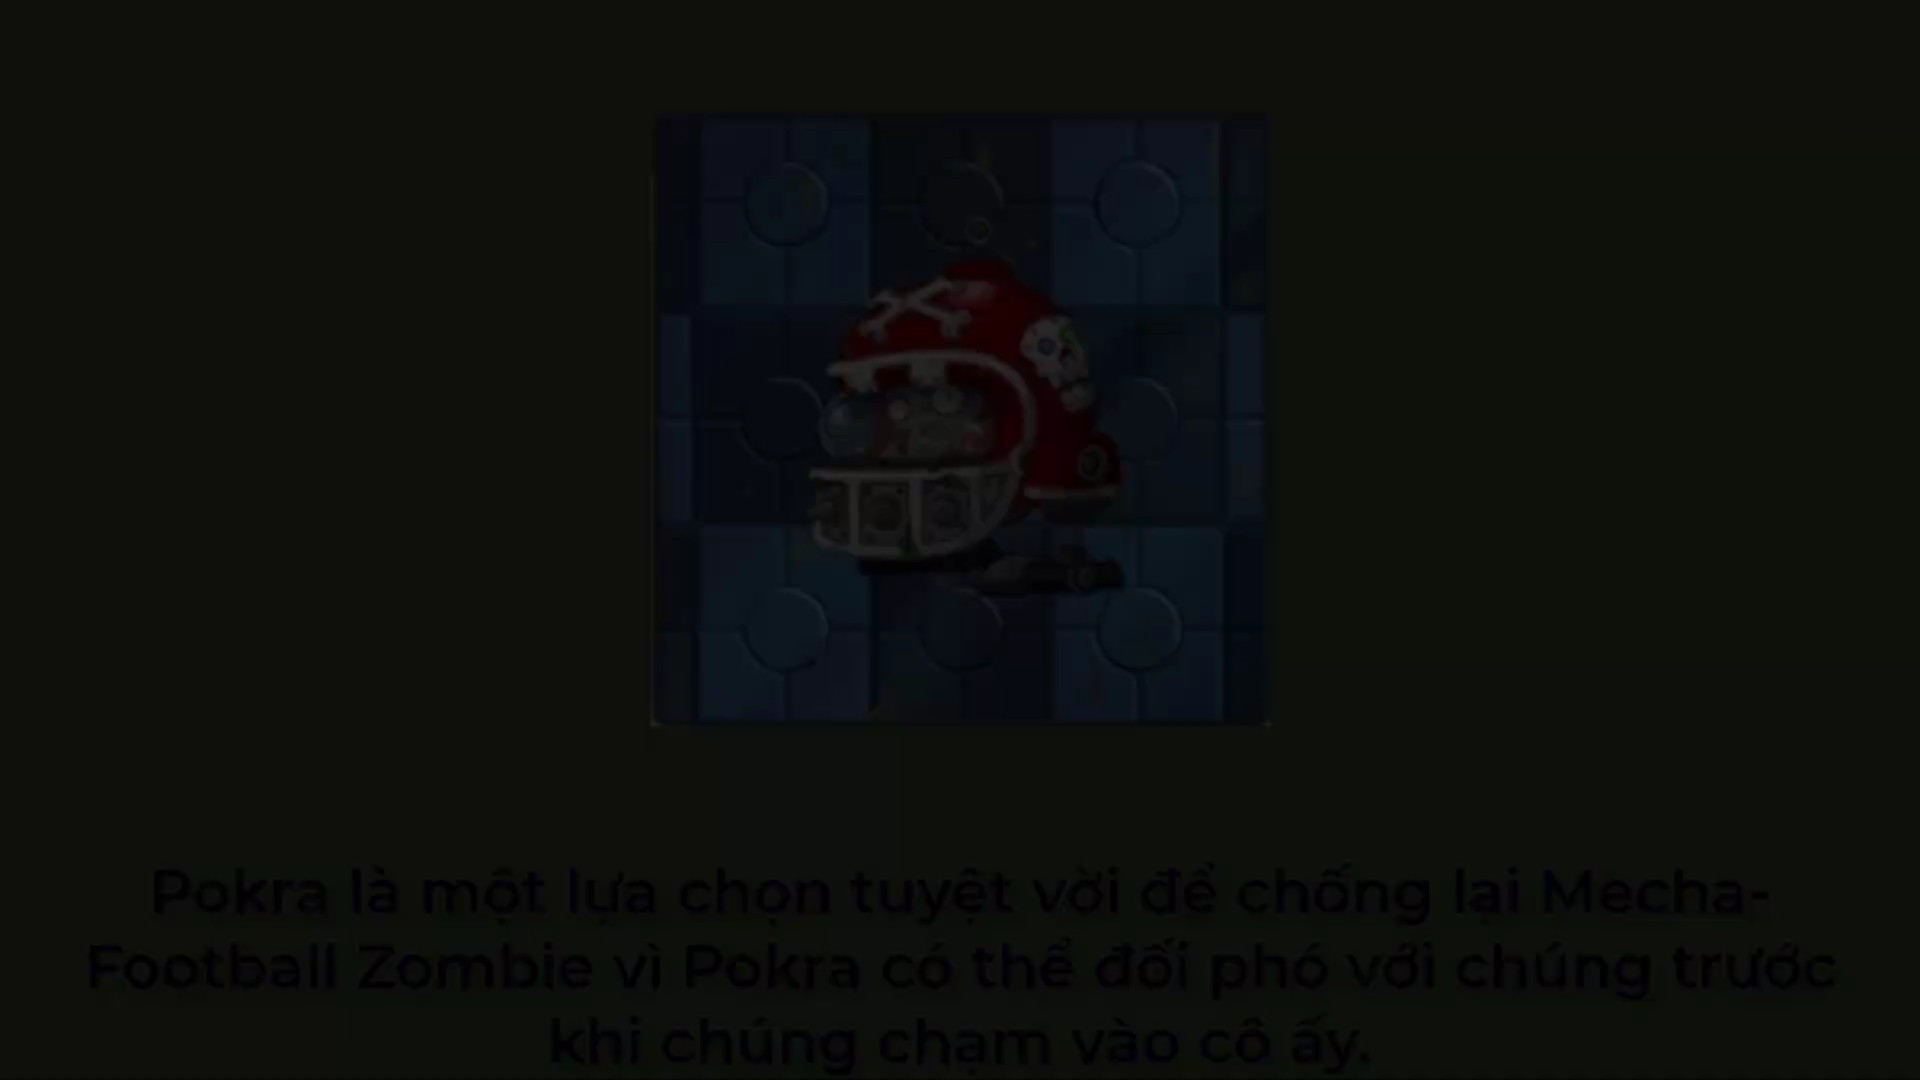 Pokra là một lựa chọn tuyệt vời để chống lại Mecha-
Football Zombie vì Pokra có thể đối phó với chúng trước
khi chúng chạm vào cô ấy.